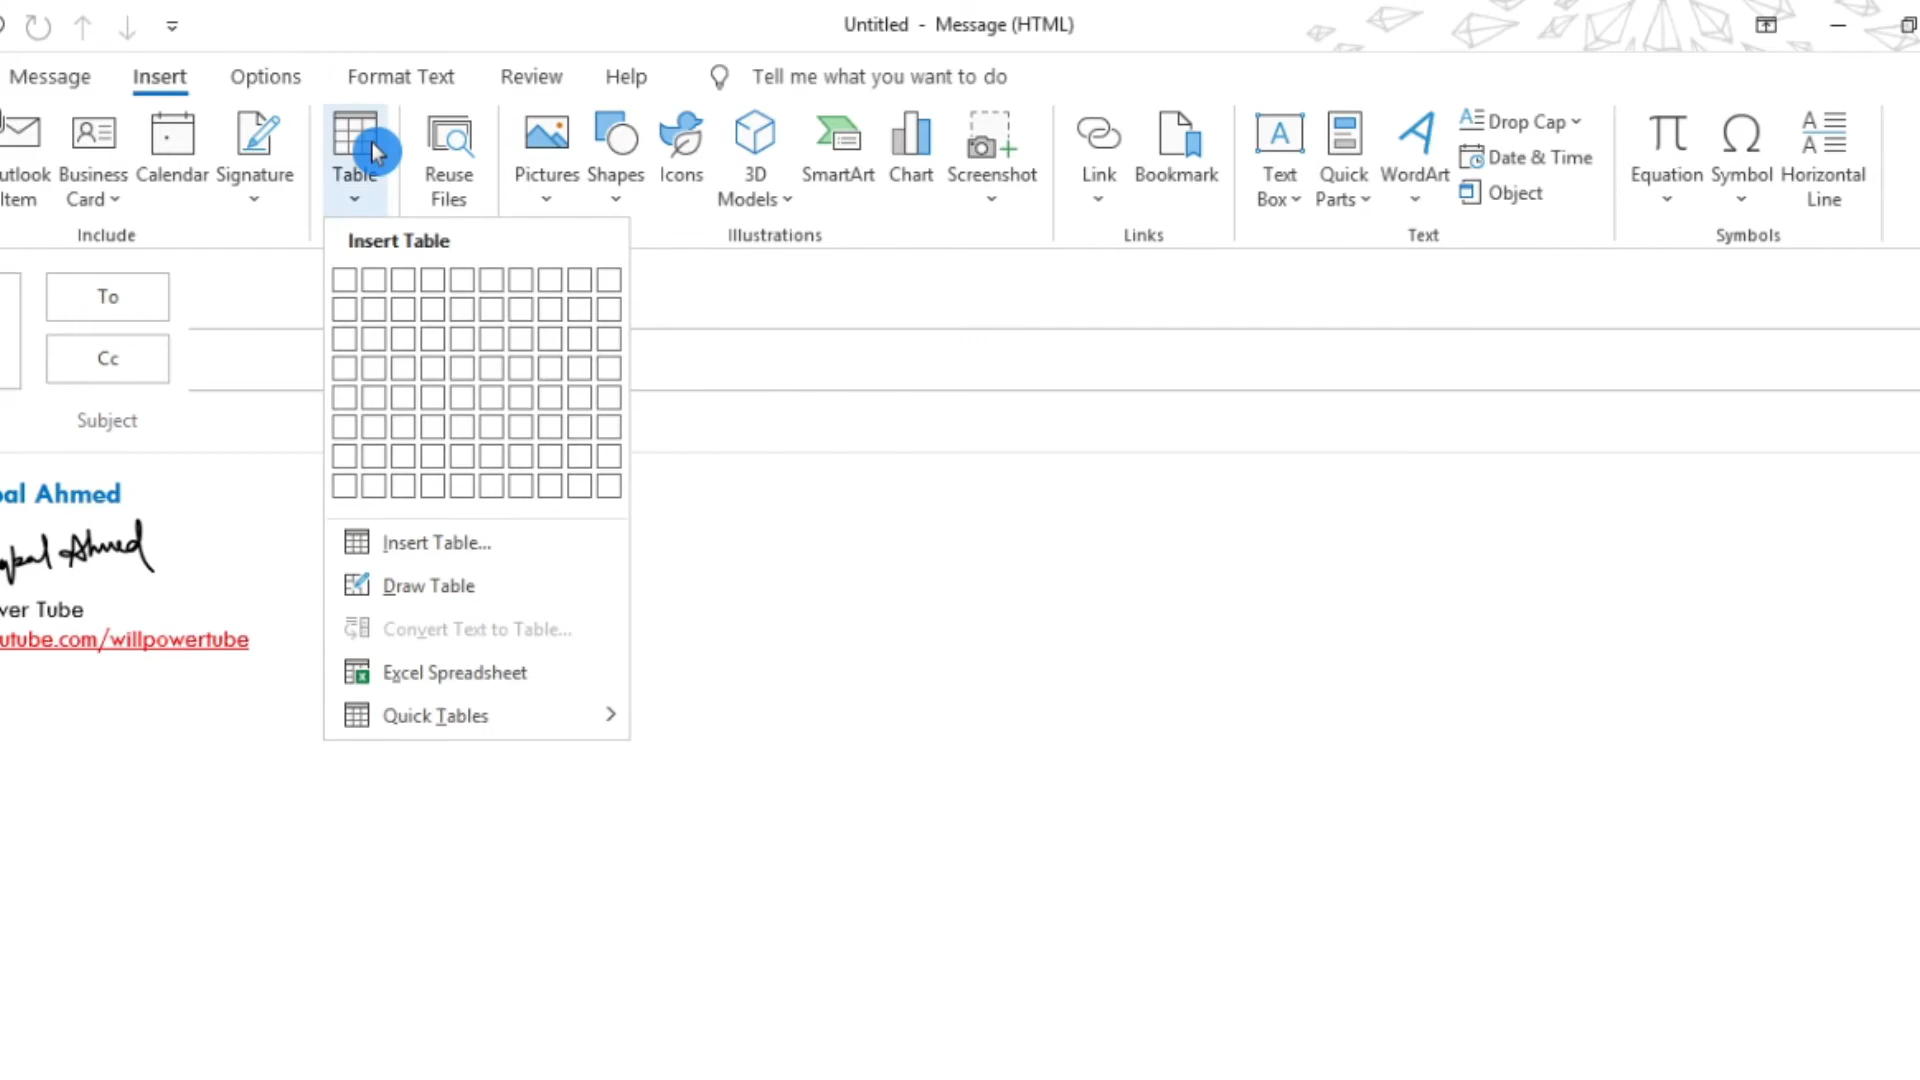 Untitled - Message (HTML)
Message Insert Options Format Text Review Help Tell me what you want to do
utlook Item
Business Card
Calendar
Signature
Include
Table
Reuse Files
Pictures
Shapes
Icons
3D Models
SmartArt
Chart
Screenshot
Illustrations
Link
Bookmark
Links
A
Text Box
Quick Parts
WordArt
Drop Cap
Date & Time
Object
Text
π
Equation
Ω
Symbol
Horizontal Line
Symbols
Insert Table
Insert Table...
Draw Table
Convert Text to Table...
Excel Spreadsheet
Quick Tables
To
Cc
Subject
bal Ahmed
qbal Ahmed
ver Tube
utube.com/willpowertube